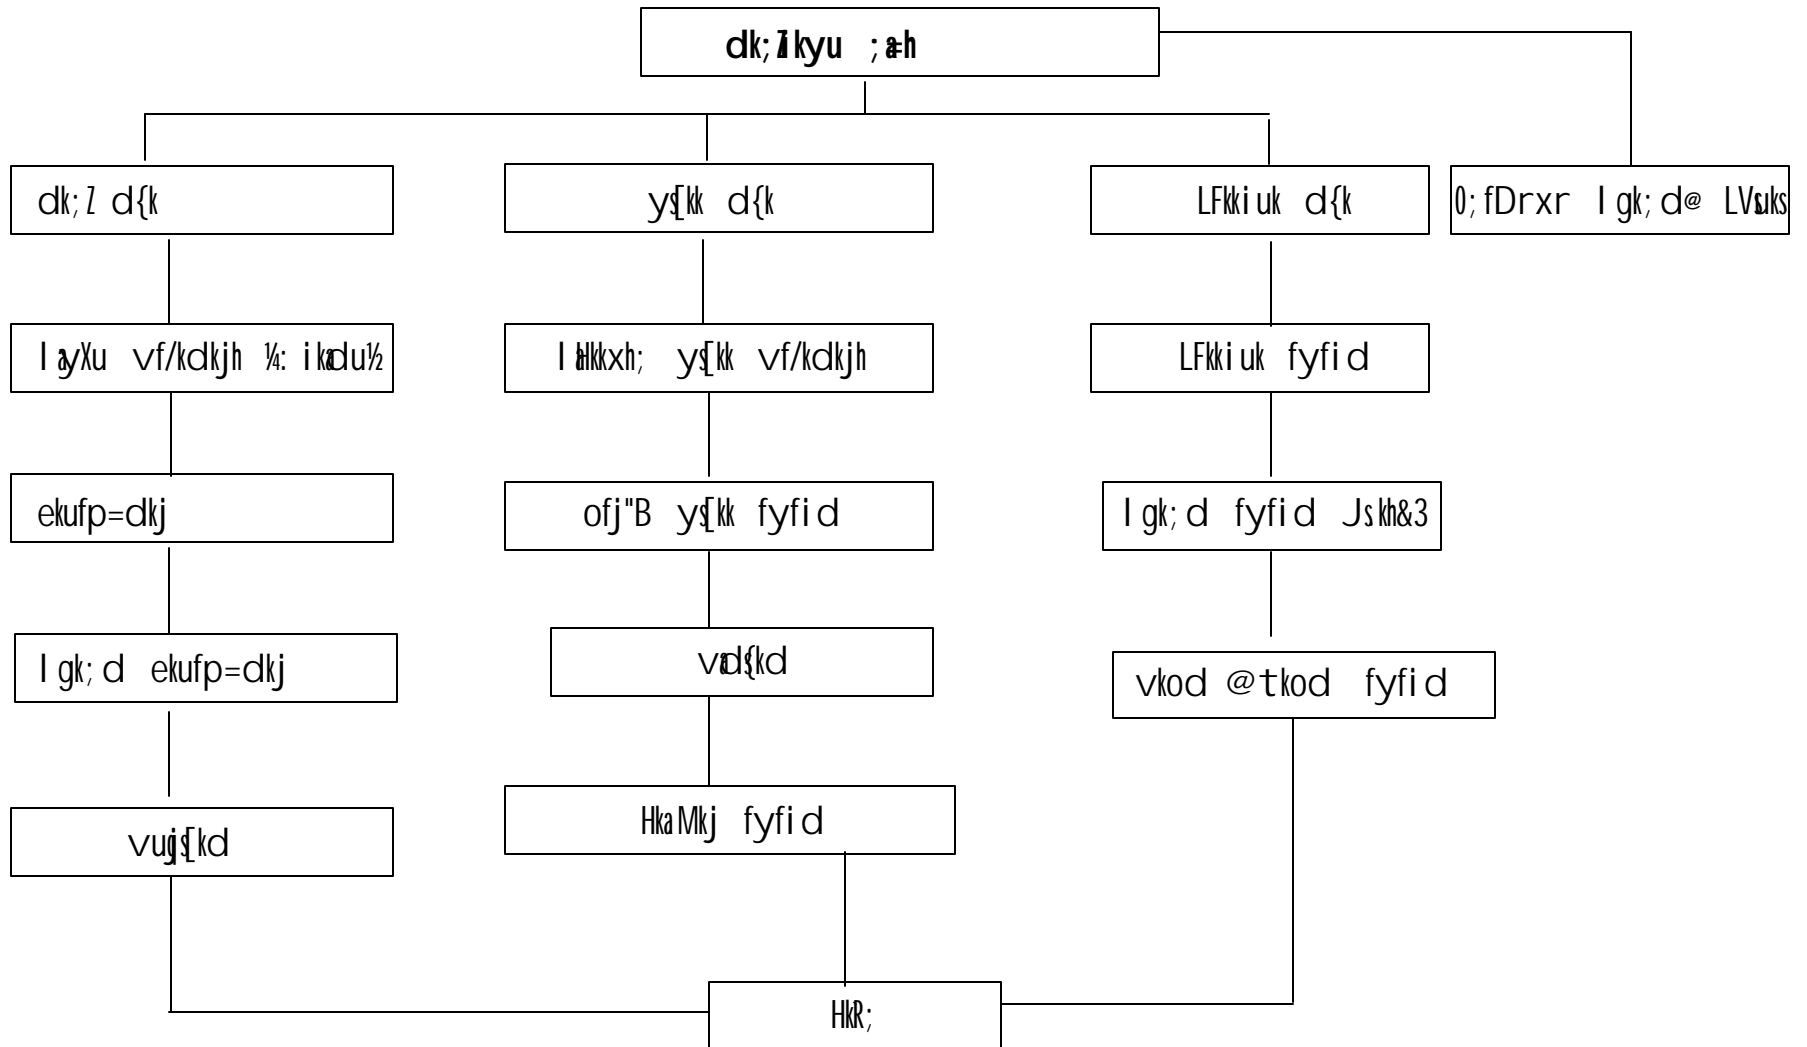 dk;Zikyu ;a=h
dk;Z d{k
ys[kk d{k
LFkkiuk d{k
O;fDrxr lgk;d@ LVsuks
layXu vf/kdkjh ¼:ikadu½
laHkkxh; ys[kk vf/kdkjh
LFkkiuk fyfid
ekufp=dkj
ofj"B ys[kk fyfid
lgk;d fyfid Jskh&3
lgk;d ekufp=dkj
vads{kd
vkod @tkod fyfid
vujs[kd
HkaMkj fyfid
HkR;